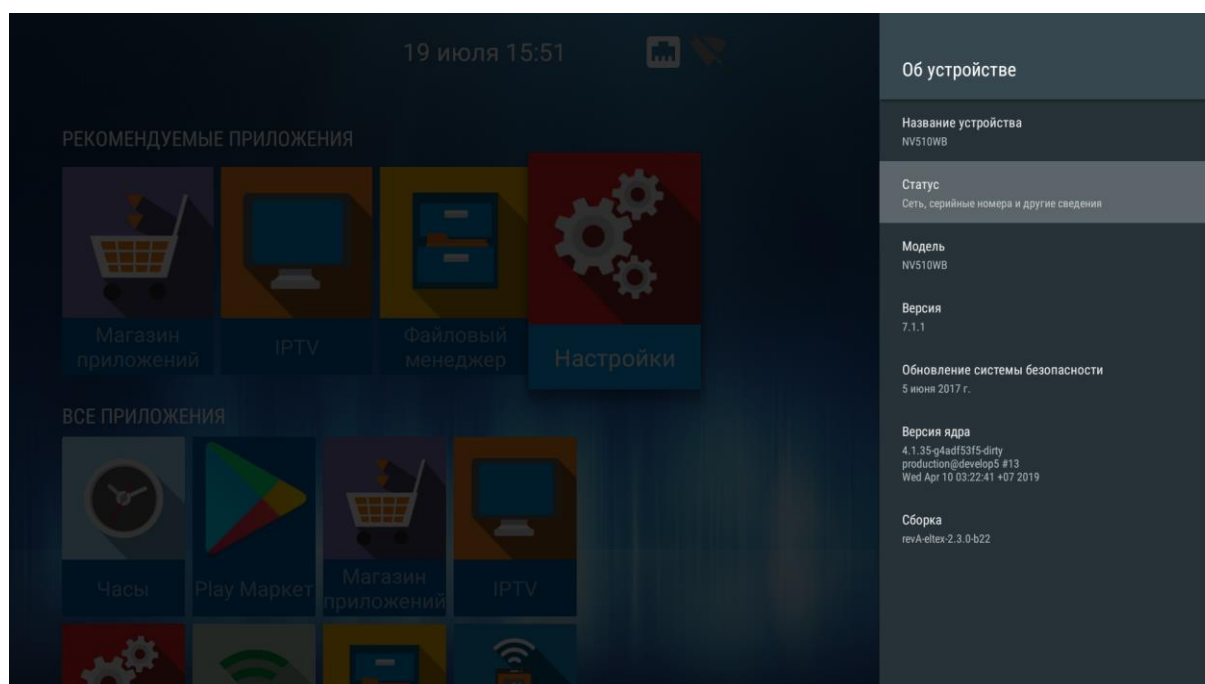 19 июля 15:51
РЕКОМЕНДУЕМЫЕ ПРИЛОЖЕНИЯ
Магазин
приложений
IPTV
Файловый
менеджер
Настройки
ВСЕ ПРИЛОЖЕНИЯ
Часы
Play Маркет
Магазин
приложений
IPTV
Об устройстве
Название устройства
NV510WB
Статус
Сеть, серийные номера и другие сведения
Модель
NV510WB
Версия
7.1.1
Обновление системы безопасности
5 июня 2017 г.
Версия ядра
4.1.35-g4adf53f5-dirty
production@develop5 #13
Wed Apr 10 03:22:41 +07 2019
Сборка
revA-eltex-2.3.0-b22